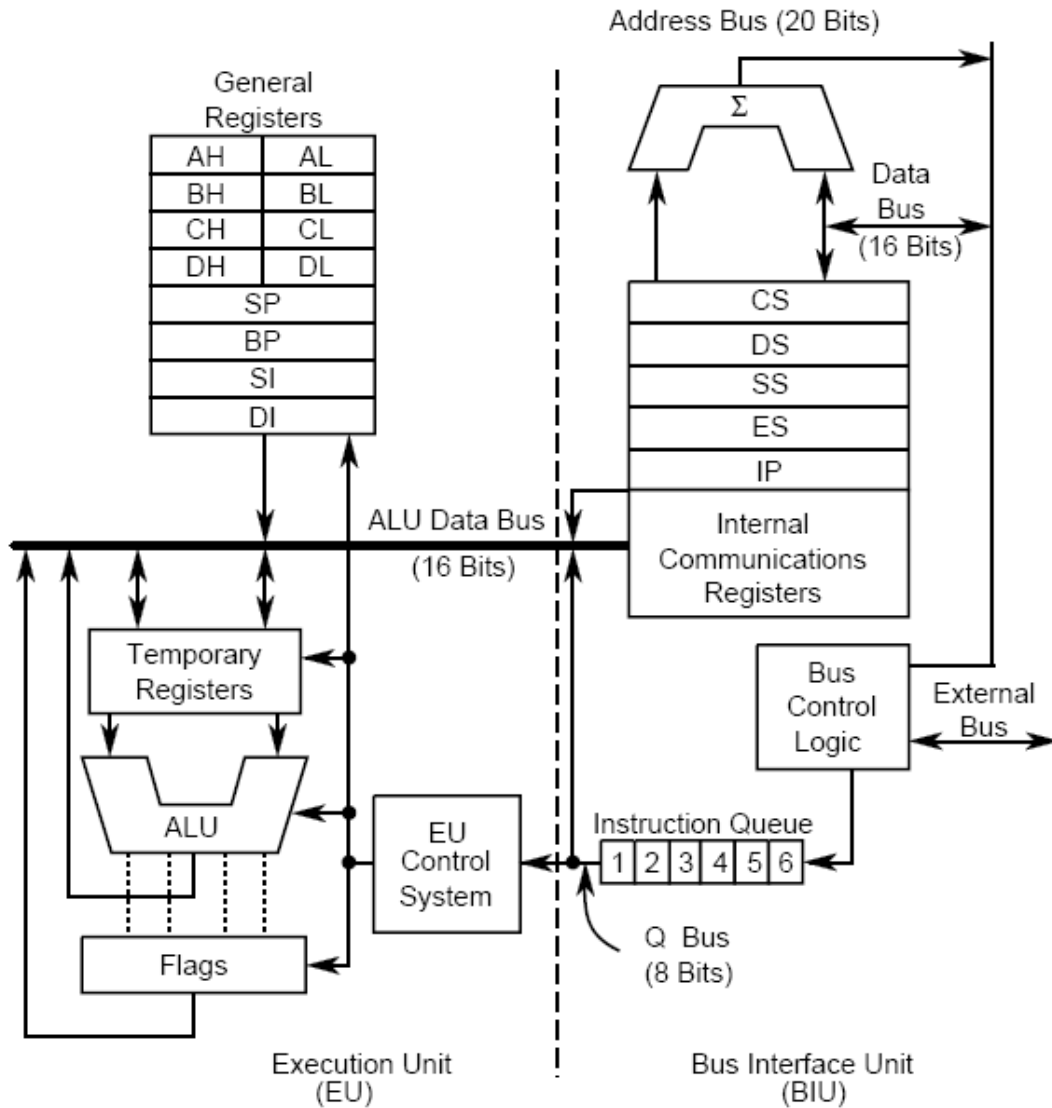 Address Bus (20 Bits)
General
Registers
Σ
AH AL
BH BL
CH CL
DH DL
SP
BP
SI
DI
Data
Bus
(16 Bits)
CS
DS
SS
ES
IP
Internal
Communications
Registers
ALU Data Bus
(16 Bits)
Temporary
Registers
ALU
Flags
EU
Control
System
Bus
Control
Logic
External
Bus
Instruction Queue
1 2 3 4 5 6
Q Bus
(8 Bits)
Execution Unit
(EU)
Bus Interface Unit
(BIU)